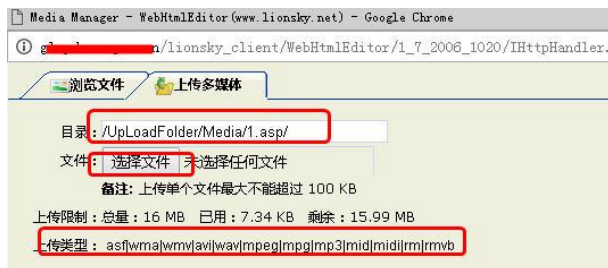 Media Manager - WebHtmlEditor(www.lionsky.net) - Google Chrome
n/lionsky_client/WebHtmlEditor/1_7_2006_1020/IHttpHandler.
浏览文件 上传多媒体
目录：/UpLoadFolder/Media/1.asp/
文件： 选择文件 未选择任何文件
备注: 上传单个文件最大不能超过 100 KB
上传限制：总量：16 MB 已用：7.34 KB 剩余：15.99 MB
上传类型： asf|wma|wmv|avi|wav|mpeg|mpg|mp3|mid|midi|rm|rmvb